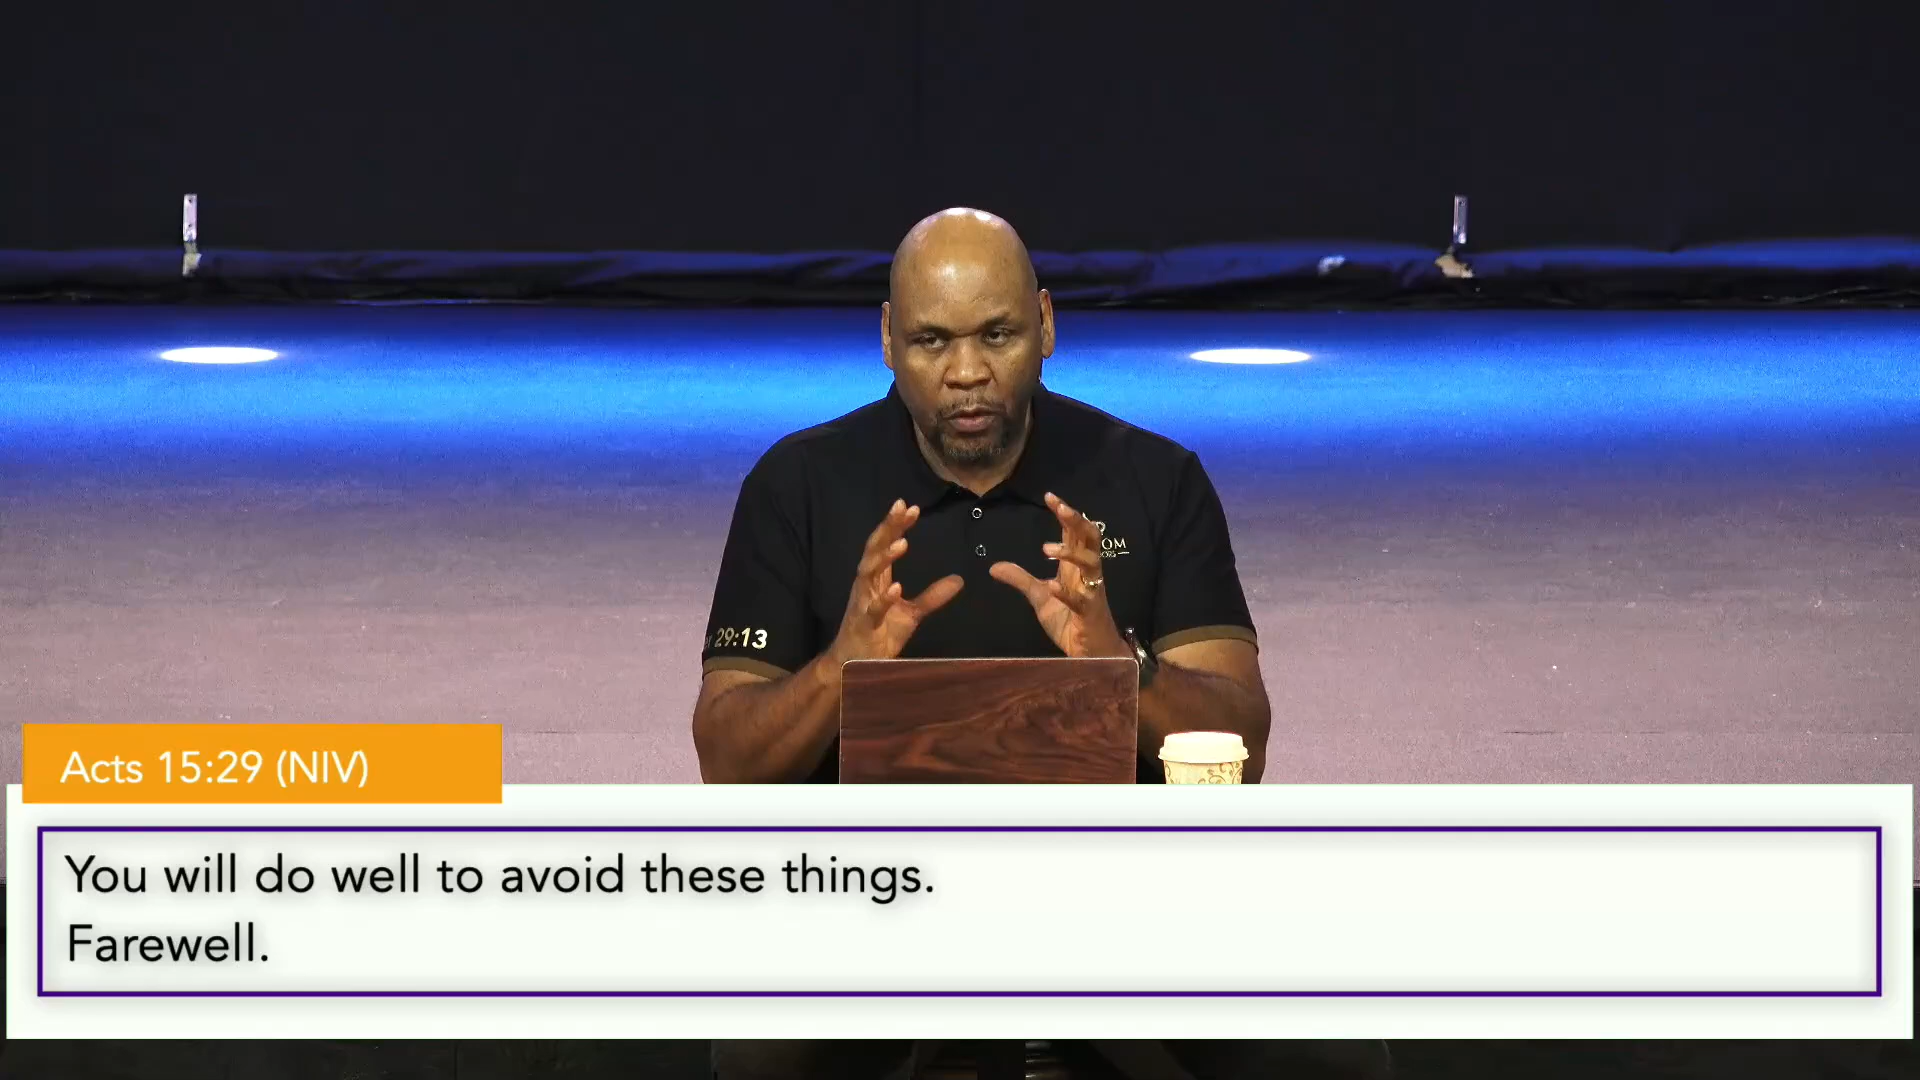 29:13
Acts 15:29 (NIV)
You will do well to avoid these things.
Farewell.